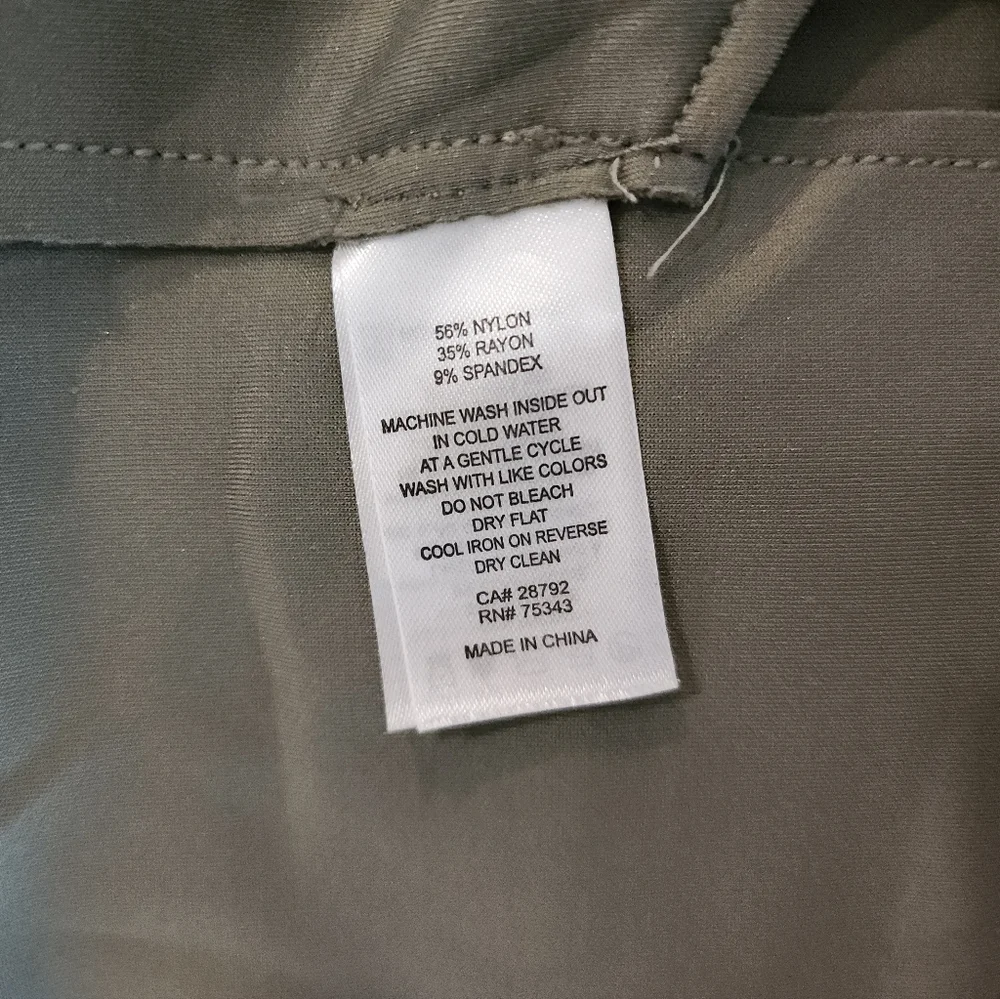 56% NYLON
35% RAYON
9% SPANDEX
MACHINE WASH INSIDE OUT
IN COLD WATER
AT A GENTLE CYCLE
WASH WITH LIKE COLORS
DO NOT BLEACH
DRY FLAT
COOL IRON ON REVERSE
DRY CLEAN
CA# 28792
RN# 75343
MADE IN CHINA